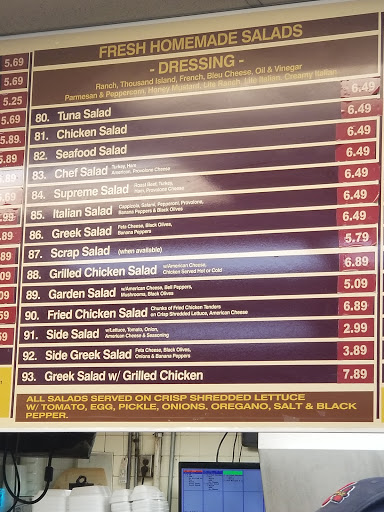 FRESH HOMEMADE SALADS
- DRESSING -
Ranch, Thousand Island, French, Bleu Cheese, Oil & Vinegar
Parmesan & Peppercorn, Honey Mustard, Lite Ranch, Lite Italian, Creamy Italian
80. Tuna Salad 6.49
81. Chicken Salad 6.49
82. Seafood Salad 6.49
83. Chef Salad Turkey, Ham, American, Provolone Cheese 6.49
84. Supreme Salad Roast Beef, Turkey, Ham, Provolone Cheese 6.49
85. Italian Salad Cappicola, Salami, Pepperoni, Provolone, Banana Peppers & Black Olives 6.49
86. Greek Salad Feta Cheese, Black Olives, Banana Peppers 5.79
87. Scrap Salad (when available)
88. Grilled Chicken Salad w/American Cheese, Chicken Served Hot or Cold 6.89
89. Garden Salad w/American Cheese, Bell Peppers, Mushrooms, Black Olives 5.09
90. Fried Chicken Salad Chunks of Fried Chicken Tenders on Crisp Shredded Lettuce, American Cheese 6.89
91. Side Salad w/Lettuce, Tomato, Onion, American Cheese & Seasoning 2.99
92. Side Greek Salad Feta Cheese, Black Olives, Onions & Banana Peppers 3.89
93. Greek Salad w/ Grilled Chicken 7.89
ALL SALADS SERVED ON CRISP SHREDDED LETTUCE
W/ TOMATO, EGG, PICKLE, ONIONS. OREGANO, SALT & BLACK
PEPPER.
5.69
5.69
5.25
5.69
5.89
5.89